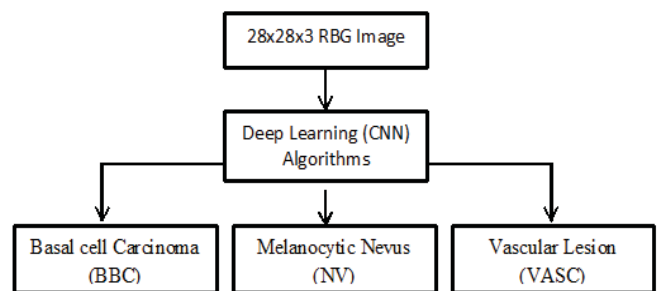 28x28x3 RBG Image
Deep Learning (CNN)
Algorithms
Basal cell Carcinoma
(BBC)
Melanocytic Nevus
(NV)
Vascular Lesion
(VASC)